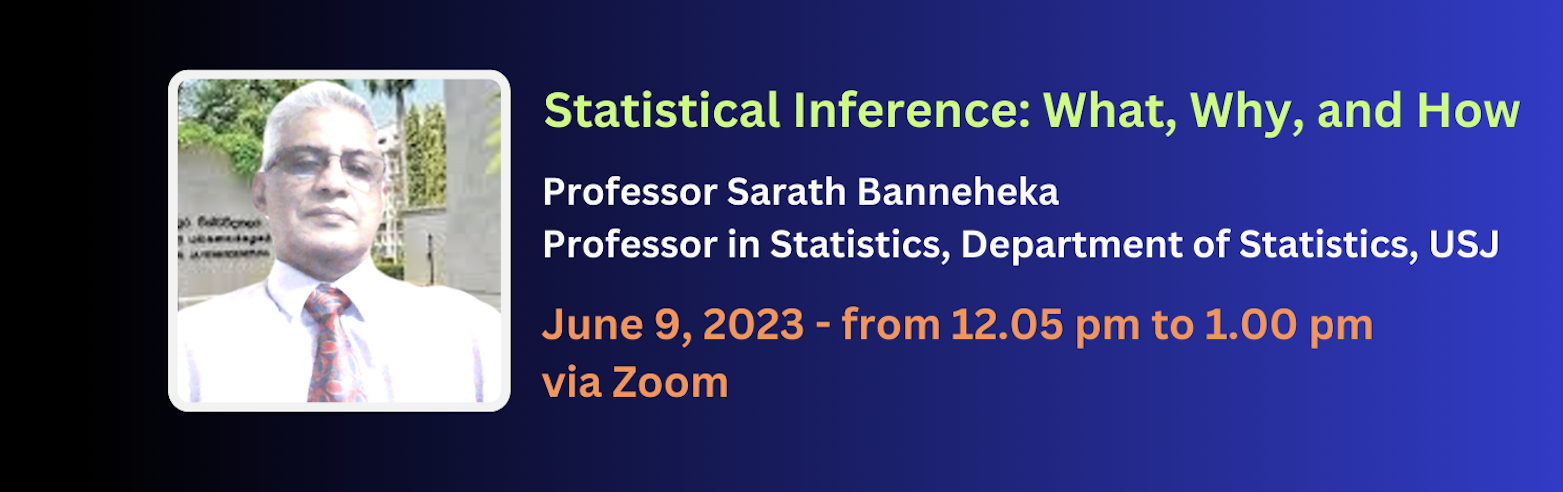 Statistical Inference: What, Why, and How
Professor Sarath Banneheka
Professor in Statistics, Department of Statistics, USJ
June 9, 2023 - from 12.05 pm to 1.00 pm
via Zoom